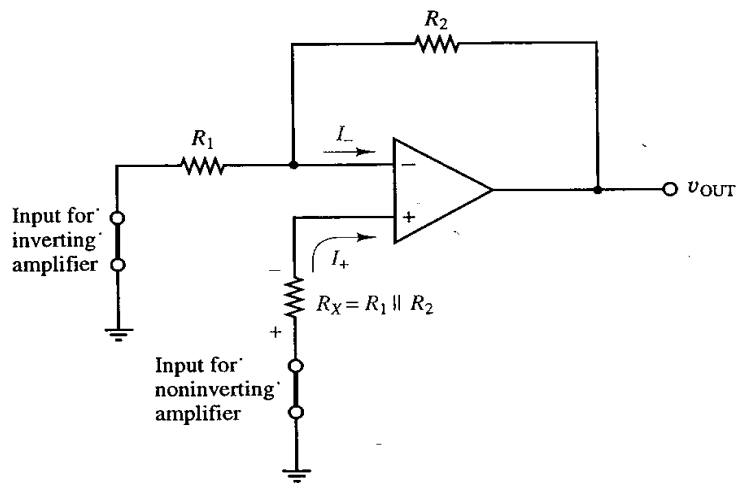 R2
R1
I−
−
Input for
inverting
amplifier
+
vOUT
−
I+
RX = R1 || R2
+
Input for
noninverting
amplifier